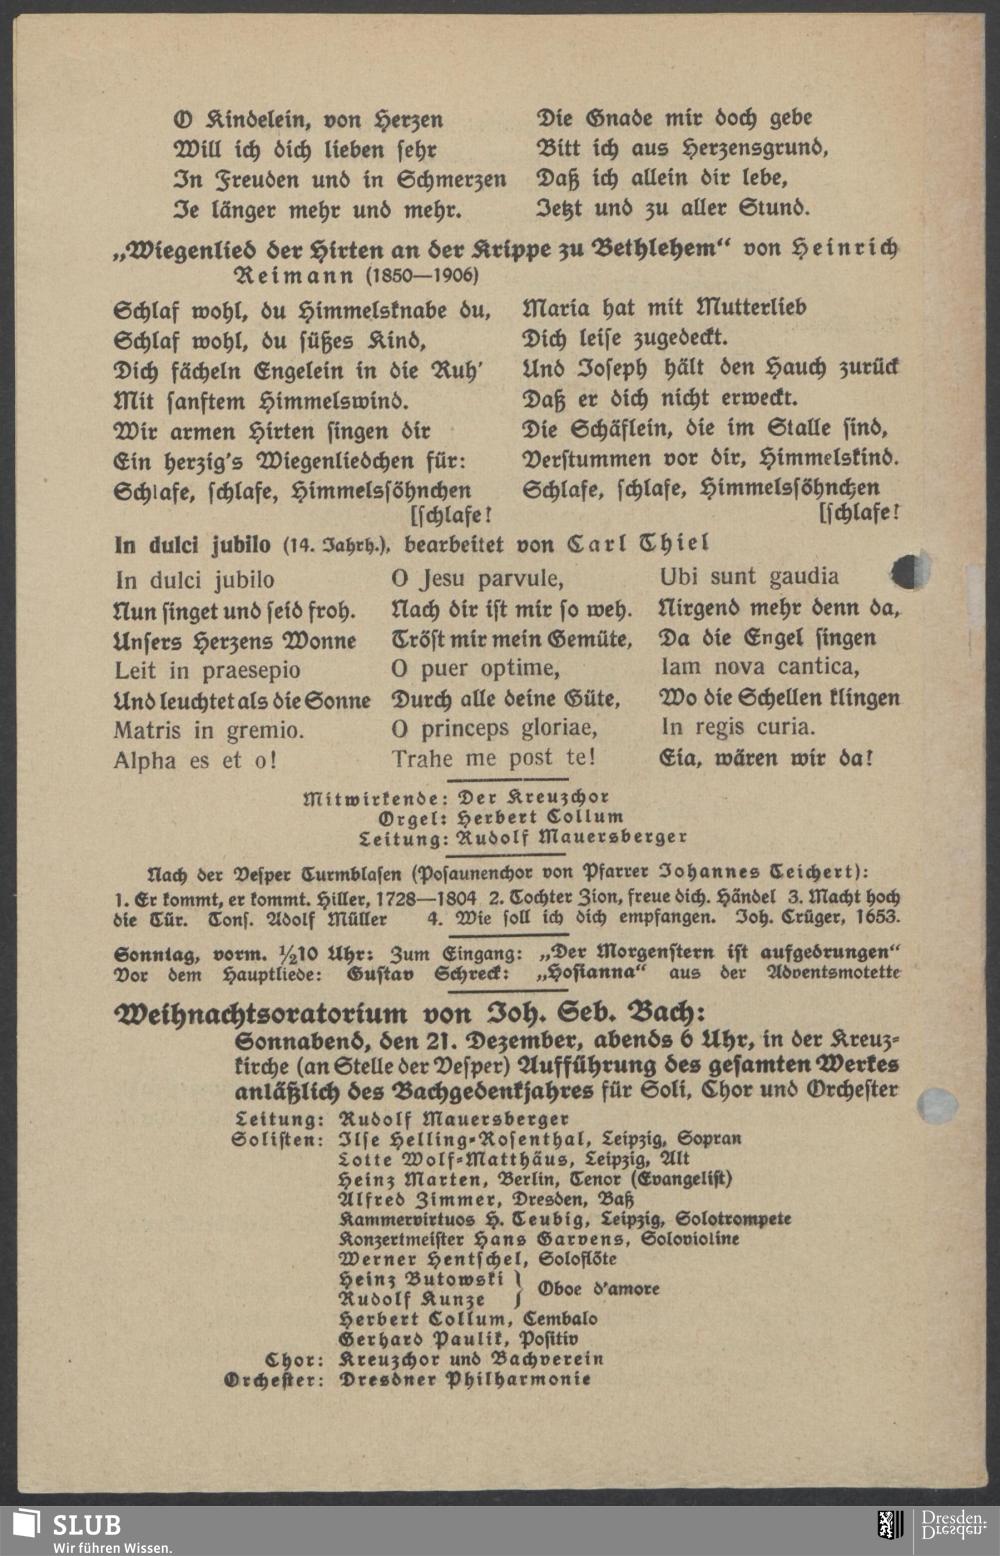 O Kindelein, von Herzen
Will ich dich lieben sehr
In Freuden und in Schmerzen
Je länger mehr und mehr.
Die Gnade mir doch gebe
Bitt ich aus Herzensgrund,
Daß ich allein dir lebe,
Jetzt und zu aller Stund.
„Wiegenlied der Hirten an der Krippe zu Bethlehem“ von Heinrich
Reimann (1850—1906)
Schlaf wohl, du Himmelsknabe du,
Schlaf wohl, du süßes Kind,
Dich fächeln Engelein in die Ruh'
Mit sanftem Himmelswind.
Wir armen Hirten singen dir
Ein herzig's Wiegenliedchen für:
Schlafe, schlafe, Himmelssöhnchen
[schlafe!
Maria hat mit Mutterlieb
Dich leise zugedeckt.
Und Joseph hält den Hauch zurück
Daß er dich nicht erweckt.
Die Schäflein, die im Stalle sind,
Verstummen vor dir, Himmelskind.
Schlafe, schlafe, Himmelssöhnchen
[schlafe!
In dulci jubilo (14. Jahrh.), bearbeitet von Carl Thiel
In dulci jubilo
Nun singet und seid froh.
Unsers Herzens Wonne
Leit in praesepio
Und leuchtet als die Sonne
Matris in gremio.
Alpha es et o!
O Jesu parvule,
Nach dir ist mir so weh.
Tröst mir mein Gemüte,
O puer optime,
Durch alle deine Güte,
O princeps gloriae,
Trahe me post te!
Ubi sunt gaudia
Nirgend mehr denn da,
Da die Engel singen
Iam nova cantica,
Wo die Schellen klingen
In regis curia.
Eia, wären wir da!
Mitwirkende: Der Kreuzchor
Orgel: Herbert Collum
Leitung: Rudolf Mauersberger
Nach der Vesper Turmblasen (Posaunenchor von Pfarrer Johannes Teichert):
1. Er kommt, er kommt. Hiller, 1728—1804 2. Tochter Zion, freue dich. Händel 3. Macht hoch
die Tür. Tons. Adolf Müller 4. Wie soll ich dich empfangen. Joh. Crüger, 1653.
Sonntag, vorm. ½10 Uhr: Zum Eingang: „Der Morgenstern ist aufgedrungen“
Vor dem Hauptliede: Gustav Schreck: „Hosianna“ aus der Adventsmotette
Weihnachtsoratorium von Joh. Seb. Bach:
Sonnabend, den 21. Dezember, abends 6 Uhr, in der Kreuz-
kirche (an Stelle der Vesper) Aufführung des gesamten Werkes
anläßlich des Bachgedenkjahres für Soli, Chor und Orchester
Leitung: Rudolf Mauersberger
Solisten: Ilse Helling-Rosenthal, Leipzig, Sopran
Lotte Wolf-Matthäus, Leipzig, Alt
Heinz Marten, Berlin, Tenor (Evangelist)
Alfred Zimmer, Dresden, Baß
Kammervirtuos H. Teubig, Leipzig, Solotrompete
Konzertmeister Hans Garvens, Solovioline
Werner Hentschel, Soloflöte
Heinz Butowski
Rudolf Kunze } Oboe d'amore
Herbert Collum, Cembalo
Gerhard Paulik, Positiv
Chor: Kreuzchor und Bachverein
Orchester: Dresdner Philharmonie
SLUB
Wir führen Wissen.
Dresden.
Dresden.